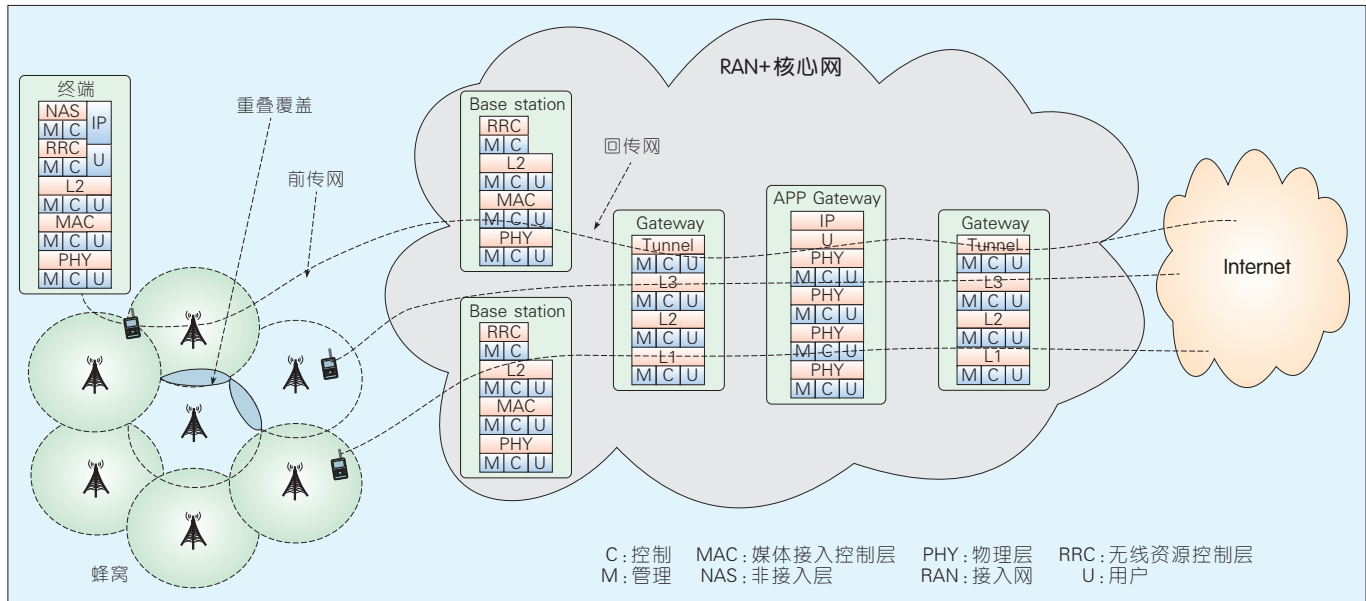 RAN+核心网
终端
NAS
M C
IP
RRC
M C
U
L2
M C U
MAC
M C U
PHY
M C U
重叠覆盖
前传网
蜂窝
Base station
RRC
M C
L2
M C U
MAC
M C U
PHY
M C U
回传网
Base station
RRC
M C
L2
M C U
MAC
M C U
PHY
M C U
Gateway
Tunnel
M C U
L3
M C U
L2
M C U
L1
M C U
APP Gateway
IP
U
PHY
M C U
PHY
M C U
PHY
M C U
PHY
M C U
Gateway
Tunnel
M C U
L3
M C U
L2
M C U
L1
M C U
Internet
C:控制 MAC:媒体接入控制层 PHY:物理层 RRC:无线资源控制层
M:管理 NAS:非接入层 RAN:接入网 U:用户